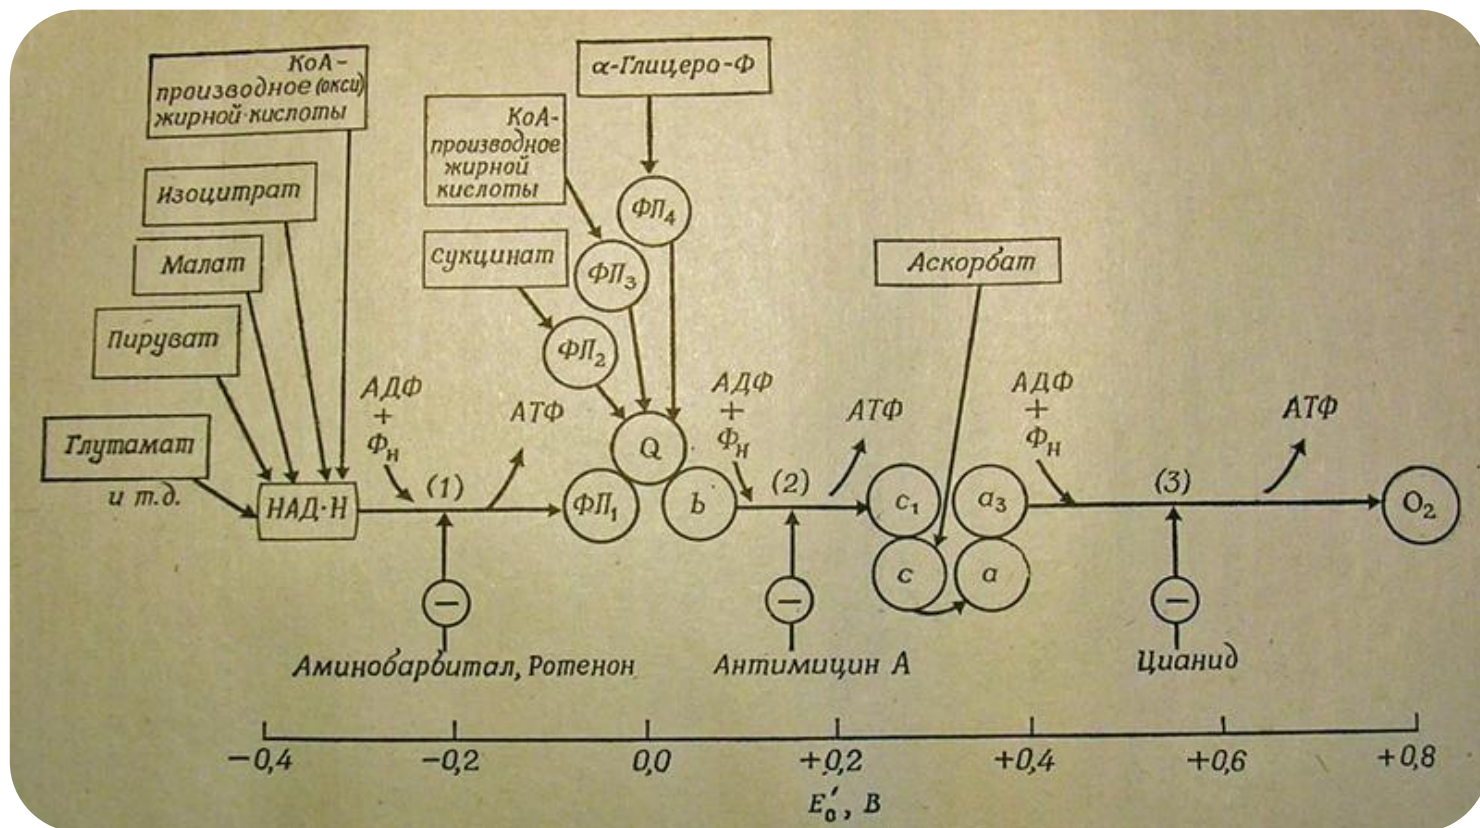 КоА-
производное (окси)
жирной кислоты
α-Глицеро-Ф
КоА-
производное
жирной
кислоты
Изоцитрат
ФП4
Малат
Сукцинат
ФП3
Аскорбат
Пируват
ФП2
АДФ
+
Фн
АТФ
АДФ
+
Фн
АТФ
АДФ
+
Фн
АТФ
Глутамат
и т.д.
Q
НАД·Н
(1)
ФП1
b
(2)
c1
a3
(3)
O2
c
a
−
−
−
Аминобарбитал, Ротенон
Антимицин А
Цианид
−0,4
−0,2
0,0
+0,2
+0,4
+0,6
+0,8
E0′, В